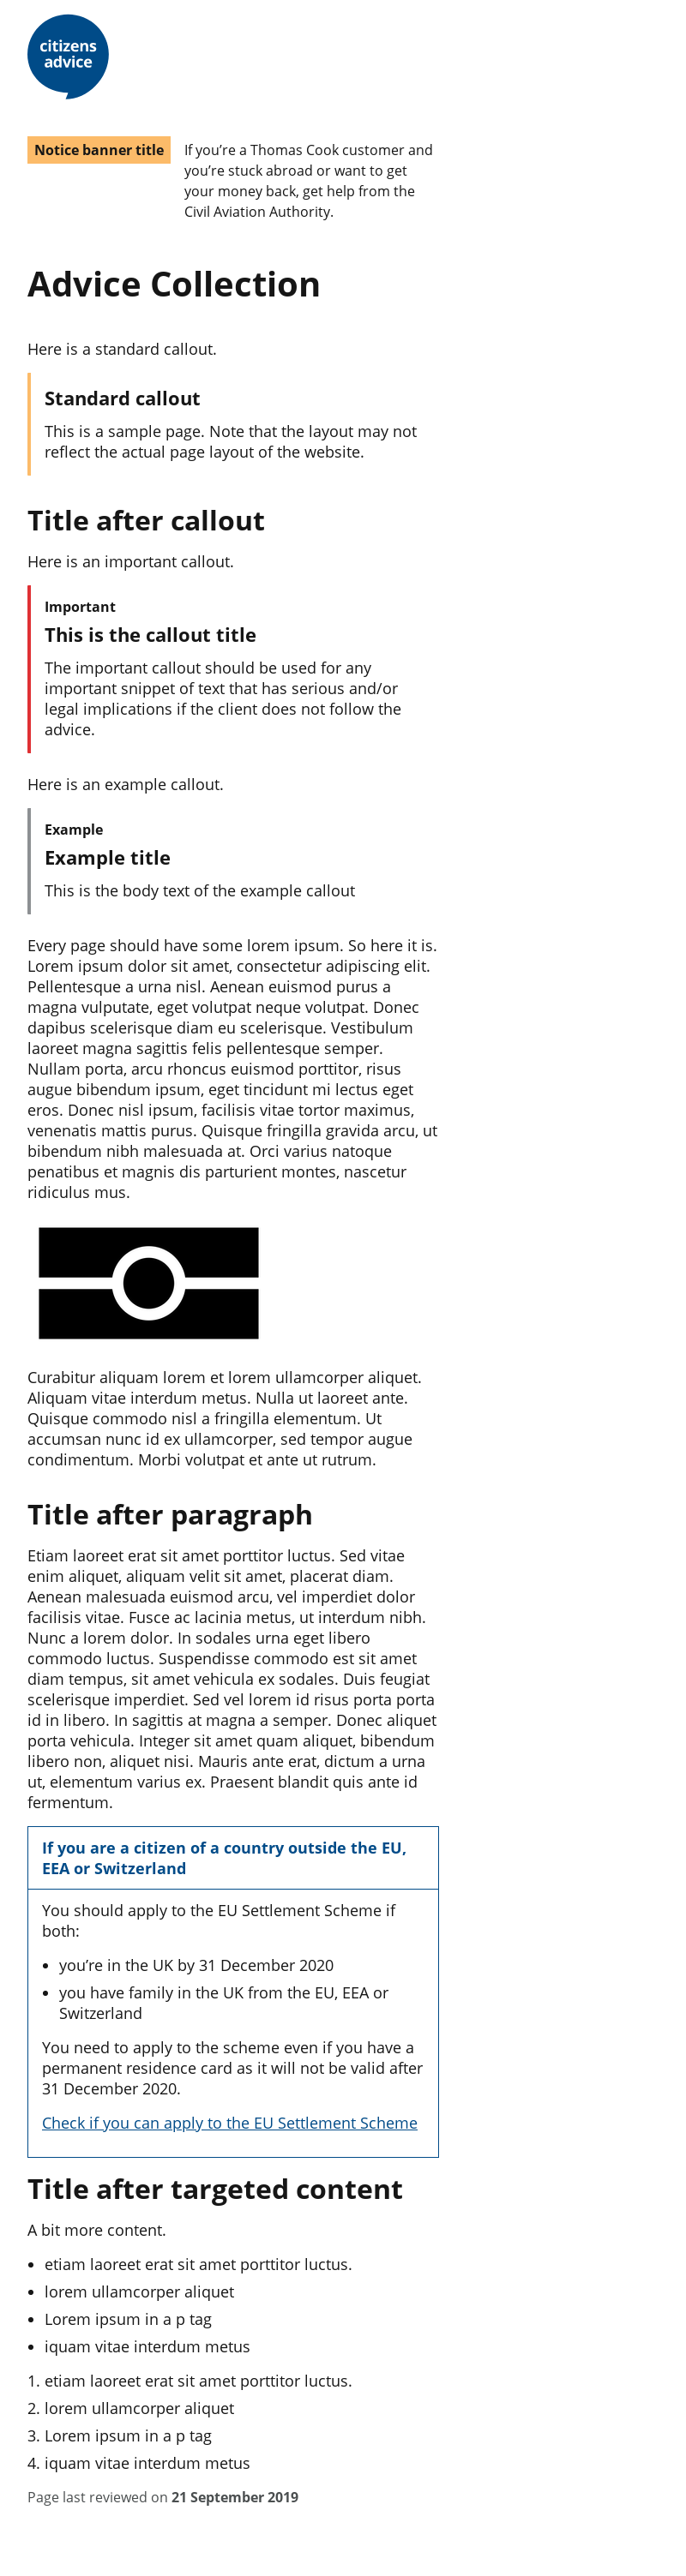 citizens
advice
Notice banner title
If you’re a Thomas Cook customer and
you’re stuck abroad or want to get
your money back, get help from the
Civil Aviation Authority.
Advice Collection
Here is a standard callout.
Standard callout
This is a sample page. Note that the layout may not
reflect the actual page layout of the website.
Title after callout
Here is an important callout.
Important
This is the callout title
The important callout should be used for any
important snippet of text that has serious and/or
legal implications if the client does not follow the
advice.
Here is an example callout.
Example
Example title
This is the body text of the example callout
Every page should have some lorem ipsum. So here it is.
Lorem ipsum dolor sit amet, consectetur adipiscing elit.
Pellentesque a urna nisl. Aenean euismod purus a
magna vulputate, eget volutpat neque volutpat. Donec
dapibus scelerisque diam eu scelerisque. Vestibulum
laoreet magna sagittis felis pellentesque semper.
Nullam porta, arcu rhoncus euismod porttitor, risus
augue bibendum ipsum, eget tincidunt mi lectus eget
eros. Donec nisl ipsum, facilisis vitae tortor maximus,
venenatis mattis purus. Quisque fringilla gravida arcu, ut
bibendum nibh malesuada at. Orci varius natoque
penatibus et magnis dis parturient montes, nascetur
ridiculus mus.
Curabitur aliquam lorem et lorem ullamcorper aliquet.
Aliquam vitae interdum metus. Nulla ut laoreet ante.
Quisque commodo nisl a fringilla elementum. Ut
accumsan nunc id ex ullamcorper, sed tempor augue
condimentum. Morbi volutpat et ante ut rutrum.
Title after paragraph
Etiam laoreet erat sit amet porttitor luctus. Sed vitae
enim aliquet, aliquam velit sit amet, placerat diam.
Aenean malesuada euismod arcu, vel imperdiet dolor
facilisis vitae. Fusce ac lacinia metus, ut interdum nibh.
Nunc a lorem dolor. In sodales urna eget libero
commodo luctus. Suspendisse commodo est sit amet
diam tempus, sit amet vehicula ex sodales. Duis feugiat
scelerisque imperdiet. Sed vel lorem id risus porta porta
id in libero. In sagittis at magna a semper. Donec aliquet
porta vehicula. Integer sit amet quam aliquet, bibendum
libero non, aliquet nisi. Mauris ante erat, dictum a urna
ut, elementum varius ex. Praesent blandit quis ante id
fermentum.
If you are a citizen of a country outside the EU,
EEA or Switzerland
You should apply to the EU Settlement Scheme if
both:
• you’re in the UK by 31 December 2020
• you have family in the UK from the EU, EEA or
Switzerland
You need to apply to the scheme even if you have a
permanent residence card as it will not be valid after
31 December 2020.
Check if you can apply to the EU Settlement Scheme
Title after targeted content
A bit more content.
• etiam laoreet erat sit amet porttitor luctus.
• lorem ullamcorper aliquet
• Lorem ipsum in a p tag
• iquam vitae interdum metus
1. etiam laoreet erat sit amet porttitor luctus.
2. lorem ullamcorper aliquet
3. Lorem ipsum in a p tag
4. iquam vitae interdum metus
Page last reviewed on 21 September 2019